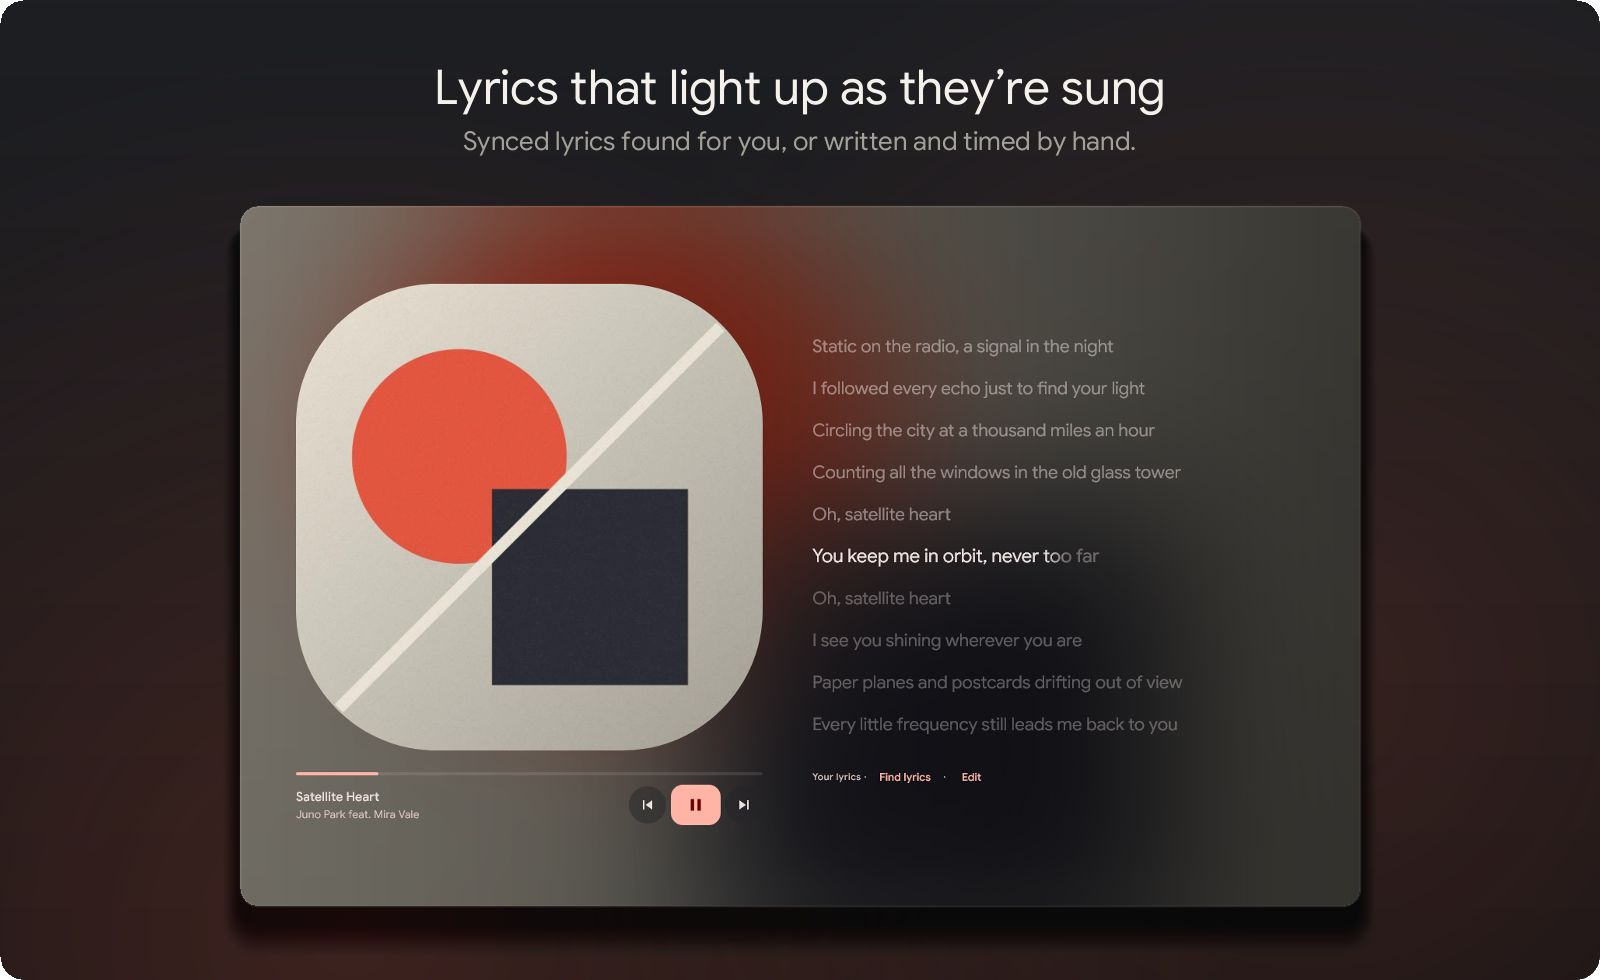 Lyrics that light up as they’re sung
Synced lyrics found for you, or written and timed by hand.
Static on the radio, a signal in the night
I followed every echo just to find your light
Circling the city at a thousand miles an hour
Counting all the windows in the old glass tower
Oh, satellite heart
You keep me in orbit, never too far
Oh, satellite heart
I see you shining wherever you are
Paper planes and postcards drifting out of view
Every little frequency still leads me back to you
Your lyrics · Find lyrics · Edit
Satellite Heart
Juno Park feat. Mira Vale